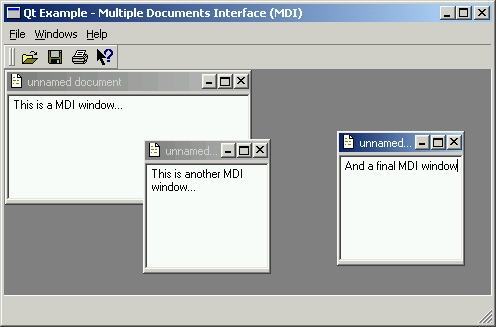 Qt Example - Multiple Documents Interface (MDI)
File Windows Help
unnamed document
This is a MDI window...
unnamed...
This is another MDI
window...
unnamed...
And a final MDI window